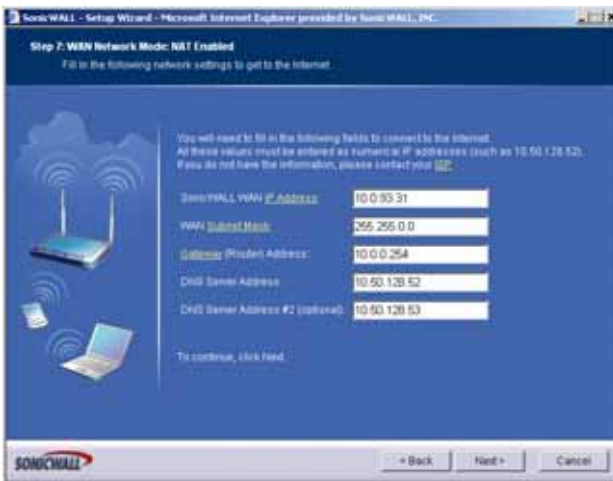 SonicWALL - Setup Wizard - Microsoft Internet Explorer provided by SonicWALL, INC.
Step 7: WAN Network Mode: NAT Enabled
Fill in the following network settings to get to the Internet.
You will need to fill in the following fields to connect to the Internet.
All these values must be entered as numerical IP addresses (such as 10.50.128.52).
If you do not have the information, please contact your ISP.
SonicWALL WAN IP Address: 10.0.93.31
WAN Subnet Mask: 255.255.0.0
Gateway (Router) Address: 10.0.0.254
DNS Server Address: 10.50.128.52
DNS Server Address #2 (optional): 10.50.128.53
To continue, click Next.
SONICWALL
< Back Next > Cancel